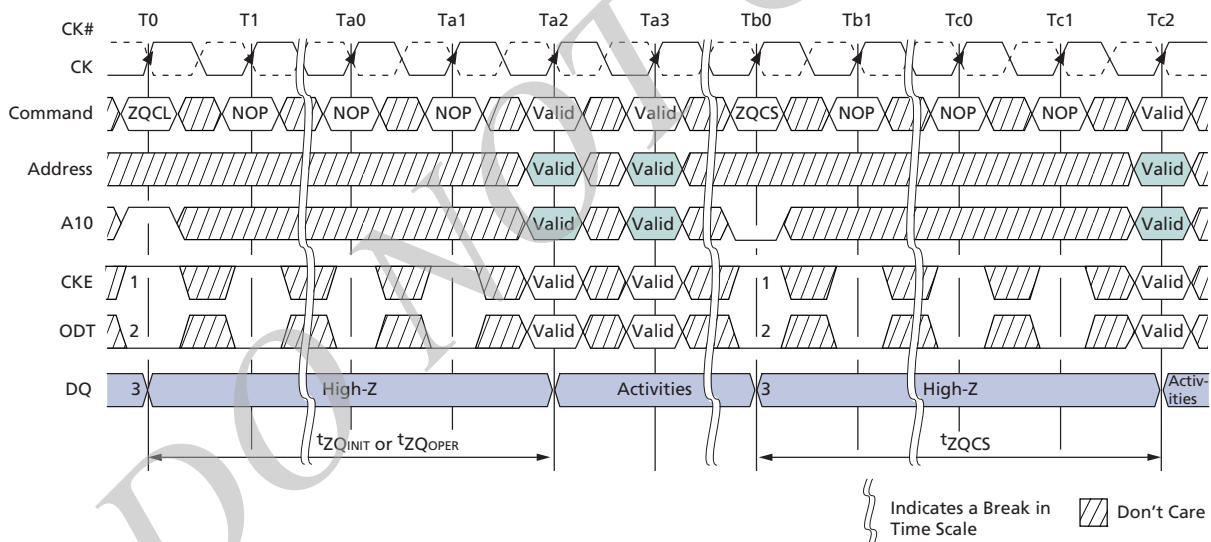 T0 T1 Ta0 Ta1 Ta2 Ta3 Tb0 Tb1 Tc0 Tc1 Tc2
CK#
CK
Command ZQCL NOP NOP NOP Valid Valid ZQCS NOP NOP NOP Valid
Address Valid Valid Valid
A10 Valid Valid Valid
CKE 1 Valid Valid 1 Valid
ODT 2 Valid Valid 2 Valid
DQ 3 High-Z Activities 3 High-Z Activ-
ities
tZQINIT or tZQOPER tZQCS
Indicates a Break in
Time Scale
Don't Care
DO NOT C